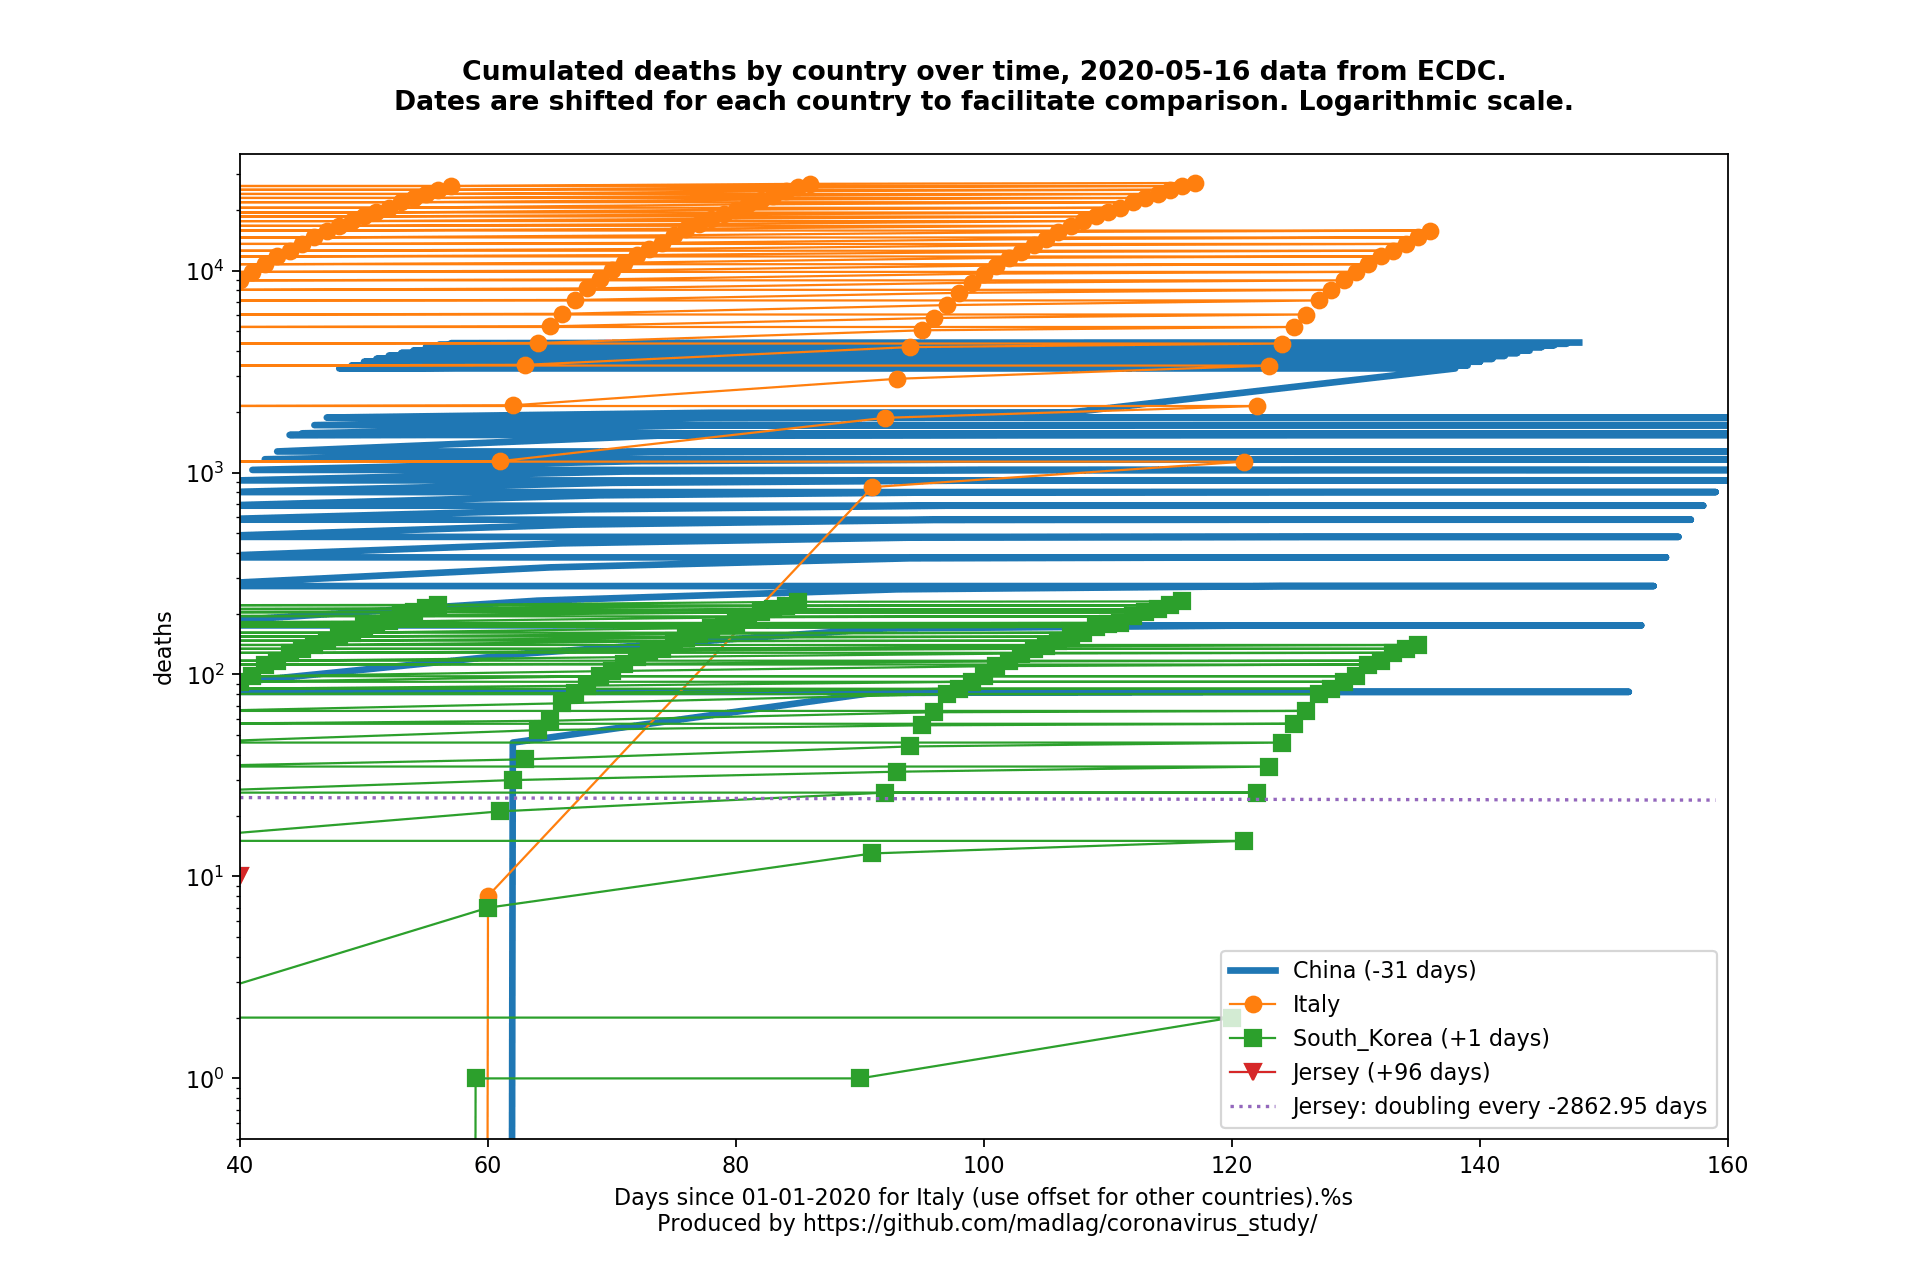 Cumulated deaths by country over time, 2020-05-16 data from ECDC.
Dates are shifted for each country to facilitate comparison. Logarithmic scale.
deaths
10⁴
10³
10²
10¹
10⁰
China (-31 days)
Italy
South_Korea (+1 days)
Jersey (+96 days)
Jersey: doubling every -2862.95 days
40 60 80 100 120 140 160
Days since 01-01-2020 for Italy (use offset for other countries).%s
Produced by https://github.com/madlag/coronavirus_study/